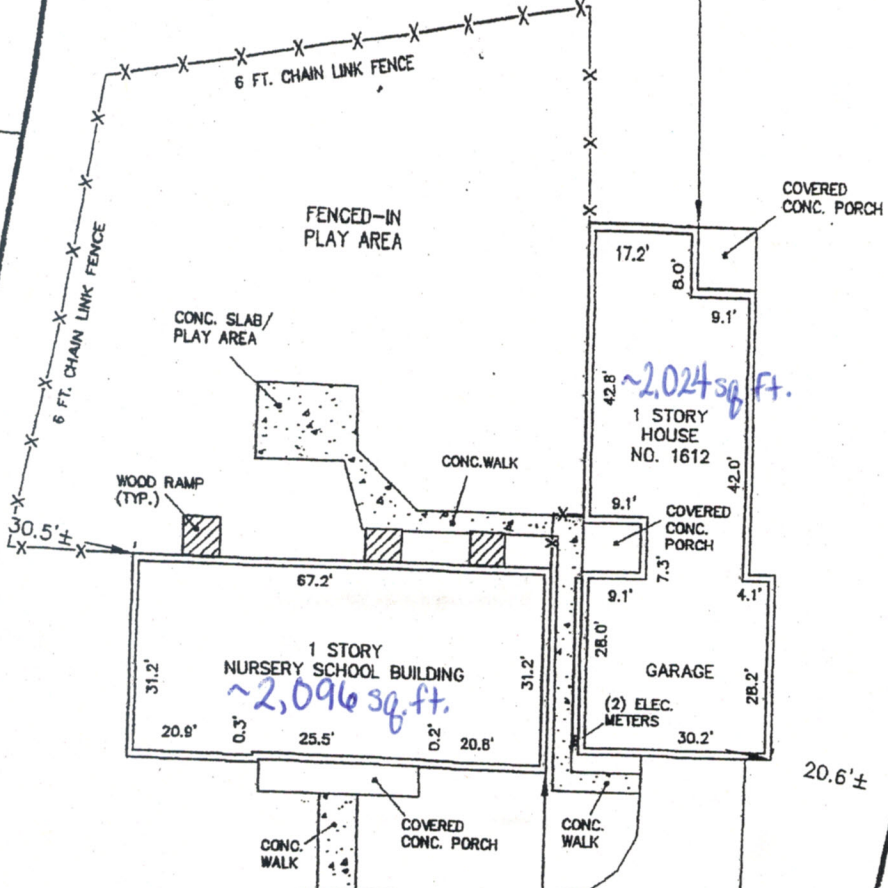 6 FT. CHAIN LINK FENCE
FENCED-IN
PLAY AREA
COVERED
CONC. PORCH
17.2'
8.0'
9.1'
6 FT. CHAIN LINK FENCE
CONC. SLAB/
PLAY AREA
42.8'
~2,024 sq ft.
1 STORY
HOUSE
NO. 1612
42.0'
CONC.WALK
WOOD RAMP
(TYP.)
9.1'
COVERED
CONC.
PORCH
30.5'±
7.3'
67.2'
9.1'
4.1'
28.0'
1 STORY
NURSERY SCHOOL BUILDING
~2,096 sq.ft.
31.2'
31.2'
GARAGE
28.2'
(2) ELEC.
METERS
20.9'
0.3'
25.5'
0.2'
20.8'
30.2'
20.6'±
CONC.
WALK
COVERED
CONC. PORCH
CONC.
WALK